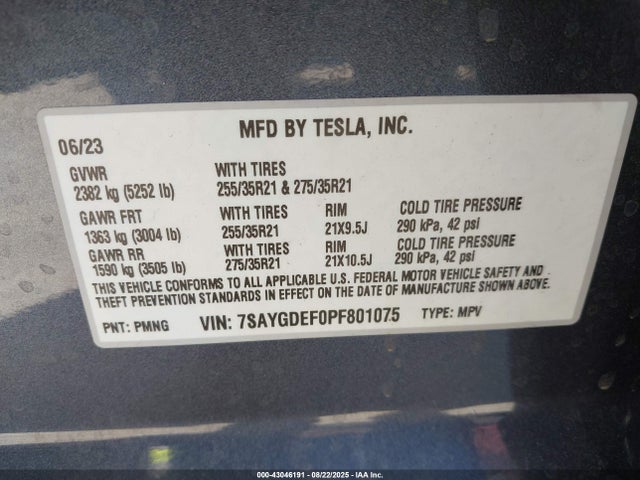 06/23 MFD BY TESLA, INC.
GVWR WITH TIRES
2382 kg (5252 lb) 255/35R21 & 275/35R21
GAWR FRT WITH TIRES RIM COLD TIRE PRESSURE
1363 kg (3004 lb) 255/35R21 21X9.5J 290 kPa, 42 psi
GAWR RR WITH TIRES RIM COLD TIRE PRESSURE
1590 kg (3505 lb) 275/35R21 21X10.5J 290 kPa, 42 psi
THIS VEHICLE CONFORMS TO ALL APPLICABLE U.S. FEDERAL MOTOR VEHICLE SAFETY AND
THEFT PREVENTION STANDARDS IN EFFECT ON THE DATE OF MANUFACTURE SHOWN ABOVE.
PNT: PMNG VIN: 7SAYGDEF0PF801075 TYPE: MPV
000-43046191 - 08/22/2025 - IAA Inc.